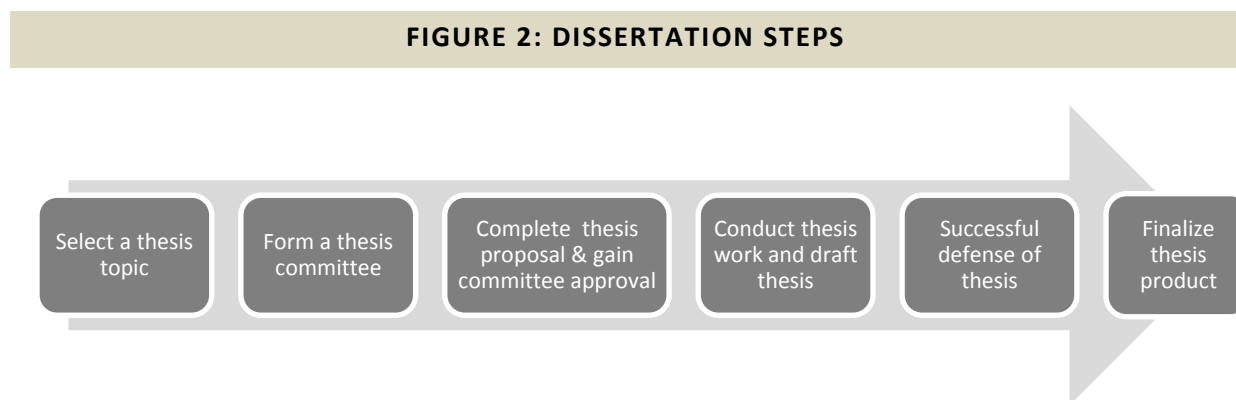 FIGURE 2: DISSERTATION STEPS
Select a thesis
topic
Form a thesis
committee
Complete thesis
proposal & gain
committee approval
Conduct thesis
work and draft
thesis
Successful
defense of
thesis
Finalize
thesis
product